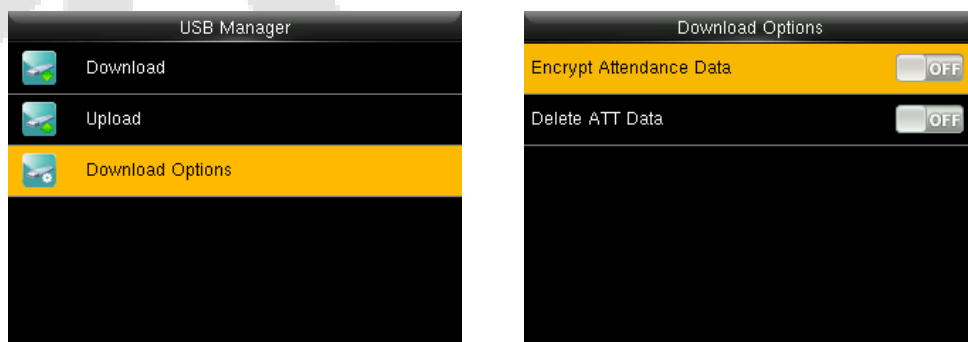 USB Manager
Download
Upload
Download Options
Download Options
Encrypt Attendance Data OFF
Delete ATT Data OFF